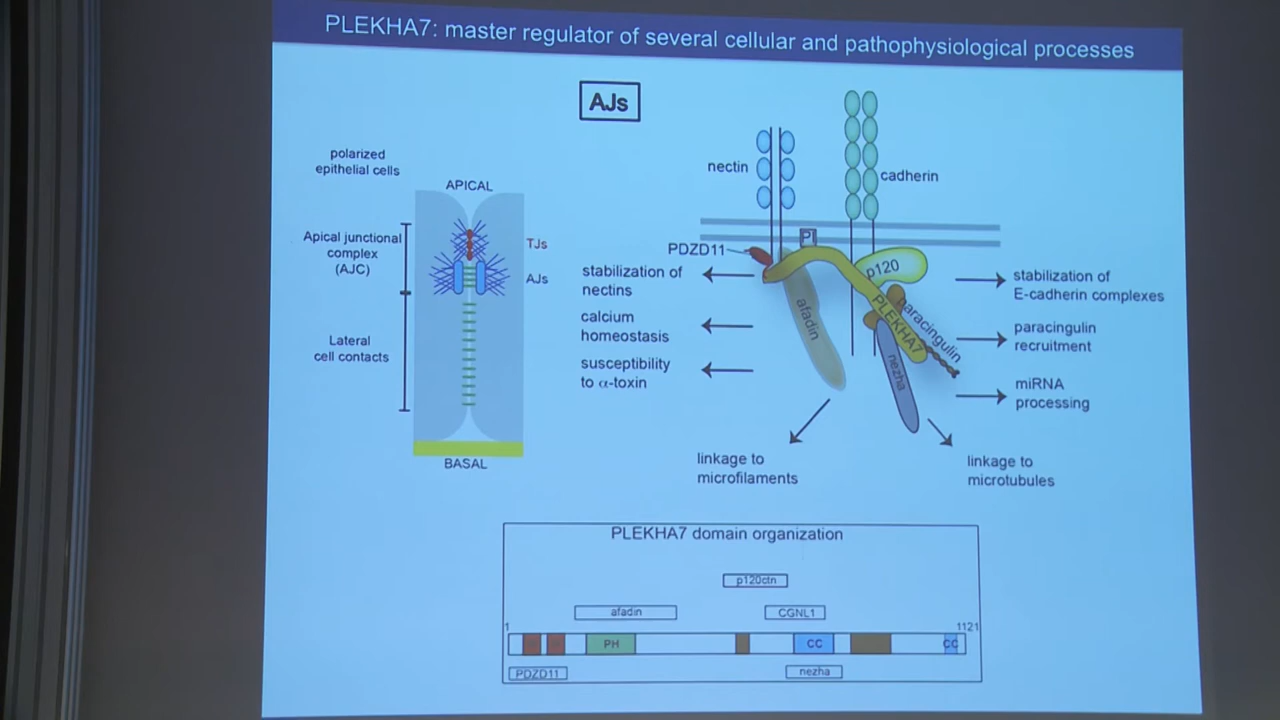 PLEKHA7: master regulator of several cellular and pathophysiological processes
AJs
polarized
epithelial cells
APICAL
Apical junctional
complex
(AJC)
TJs
AJs
Lateral
cell contacts
BASAL
nectin
cadherin
PDZD11
PI
p120
afadin
PLEKHA7
paracingulin
nezha
stabilization of
nectins
calcium
homeostasis
susceptibility
to α-toxin
stabilization of
E-cadherin complexes
paracingulin
recruitment
miRNA
processing
linkage to
microfilaments
linkage to
microtubules
PLEKHA7 domain organization
p120ctn
afadin
CGNL1
1
1121
PH
CC
CC
PDZD11
nezha